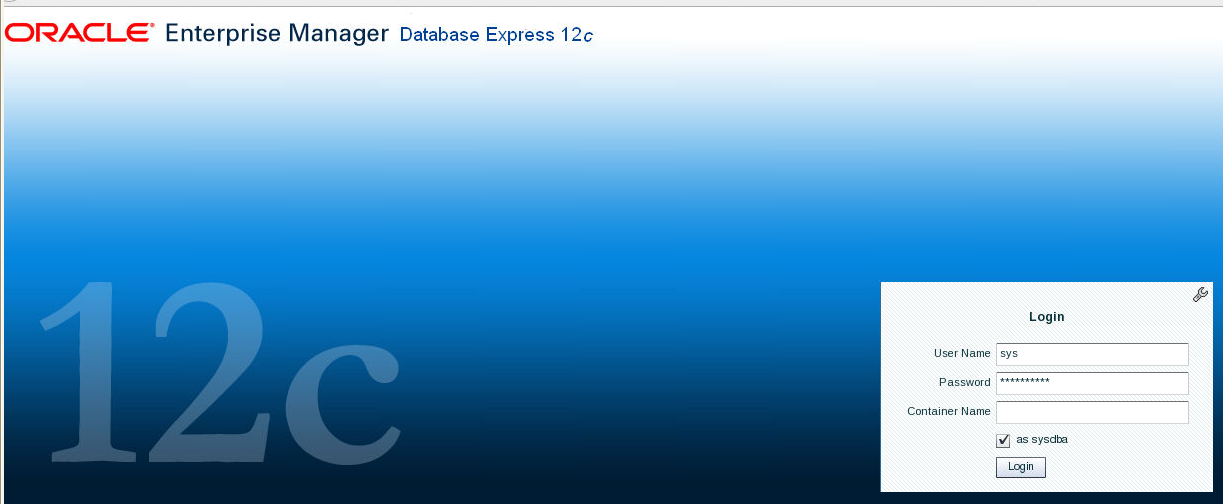 ORACLE® Enterprise Manager Database Express 12c
12c
Login
User Name sys
Password **********
Container Name
as sysdba
Login